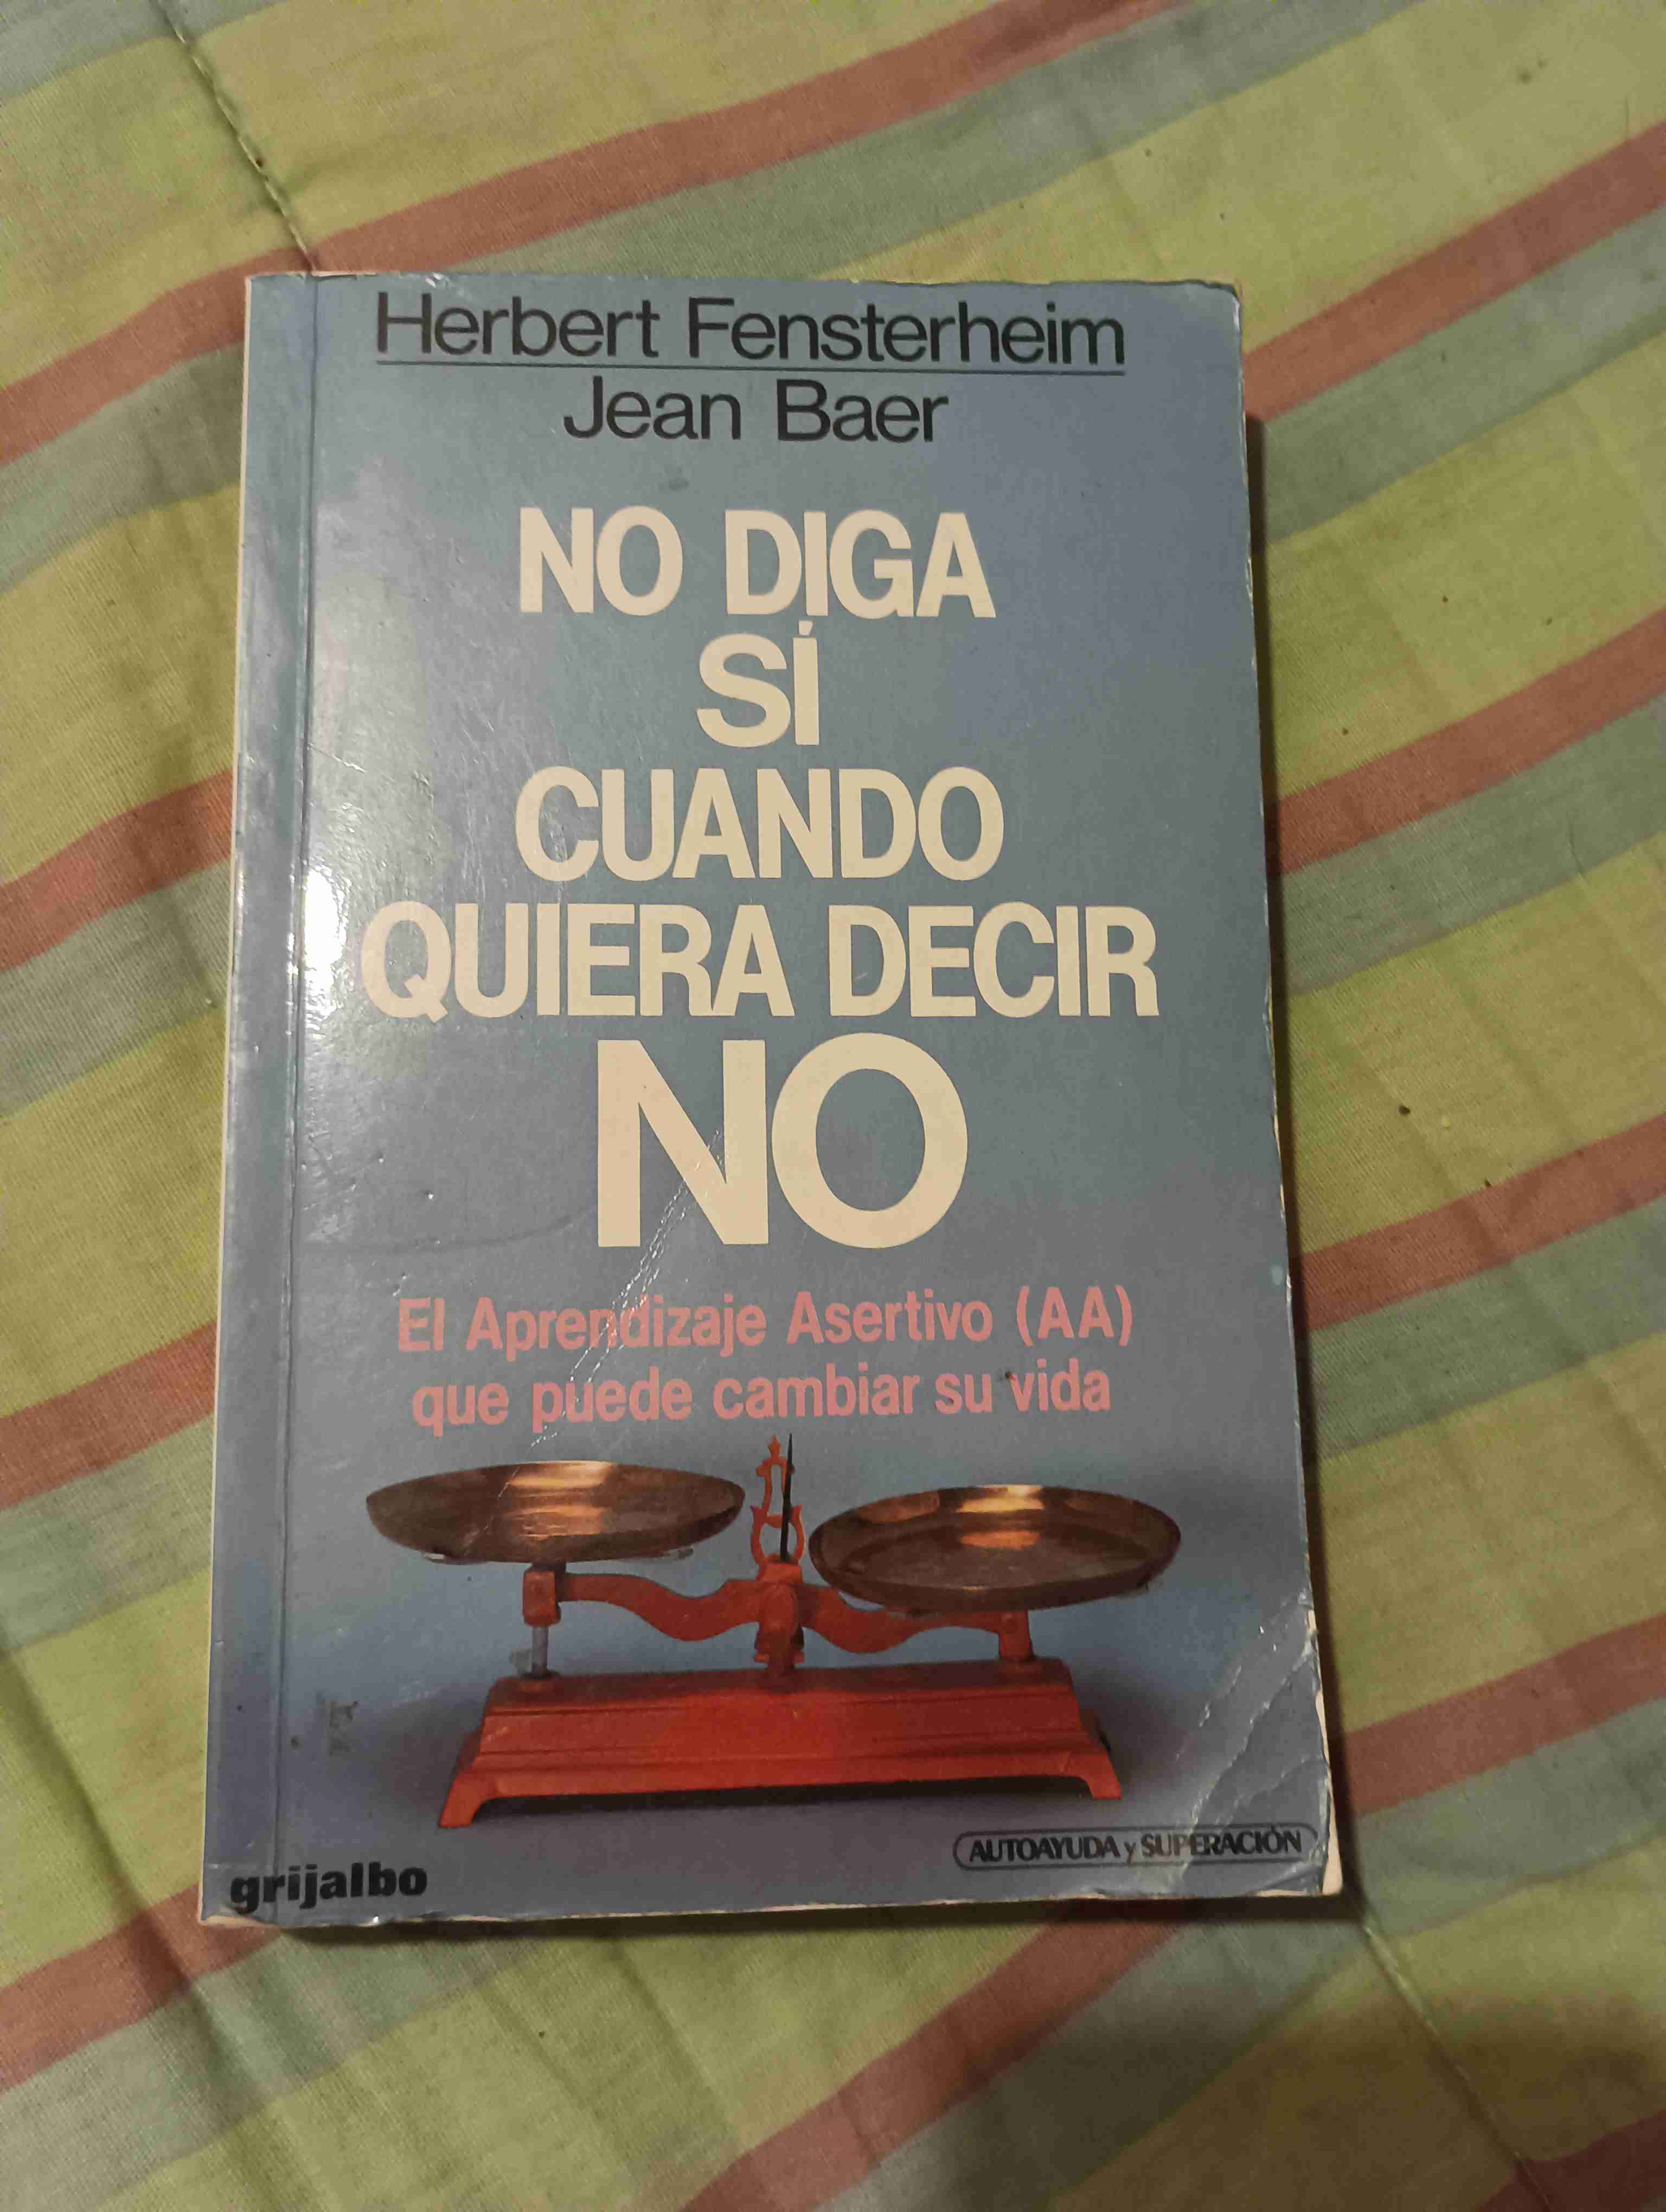 Herbert Fensterheim
Jean Baer
NO DIGA
SÍ
CUANDO
QUIERA DECIR
NO
El Aprendizaje Asertivo (AA)
que puede cambiar su vida
AUTOAYUDA y SUPERACIÓN
grijalbo